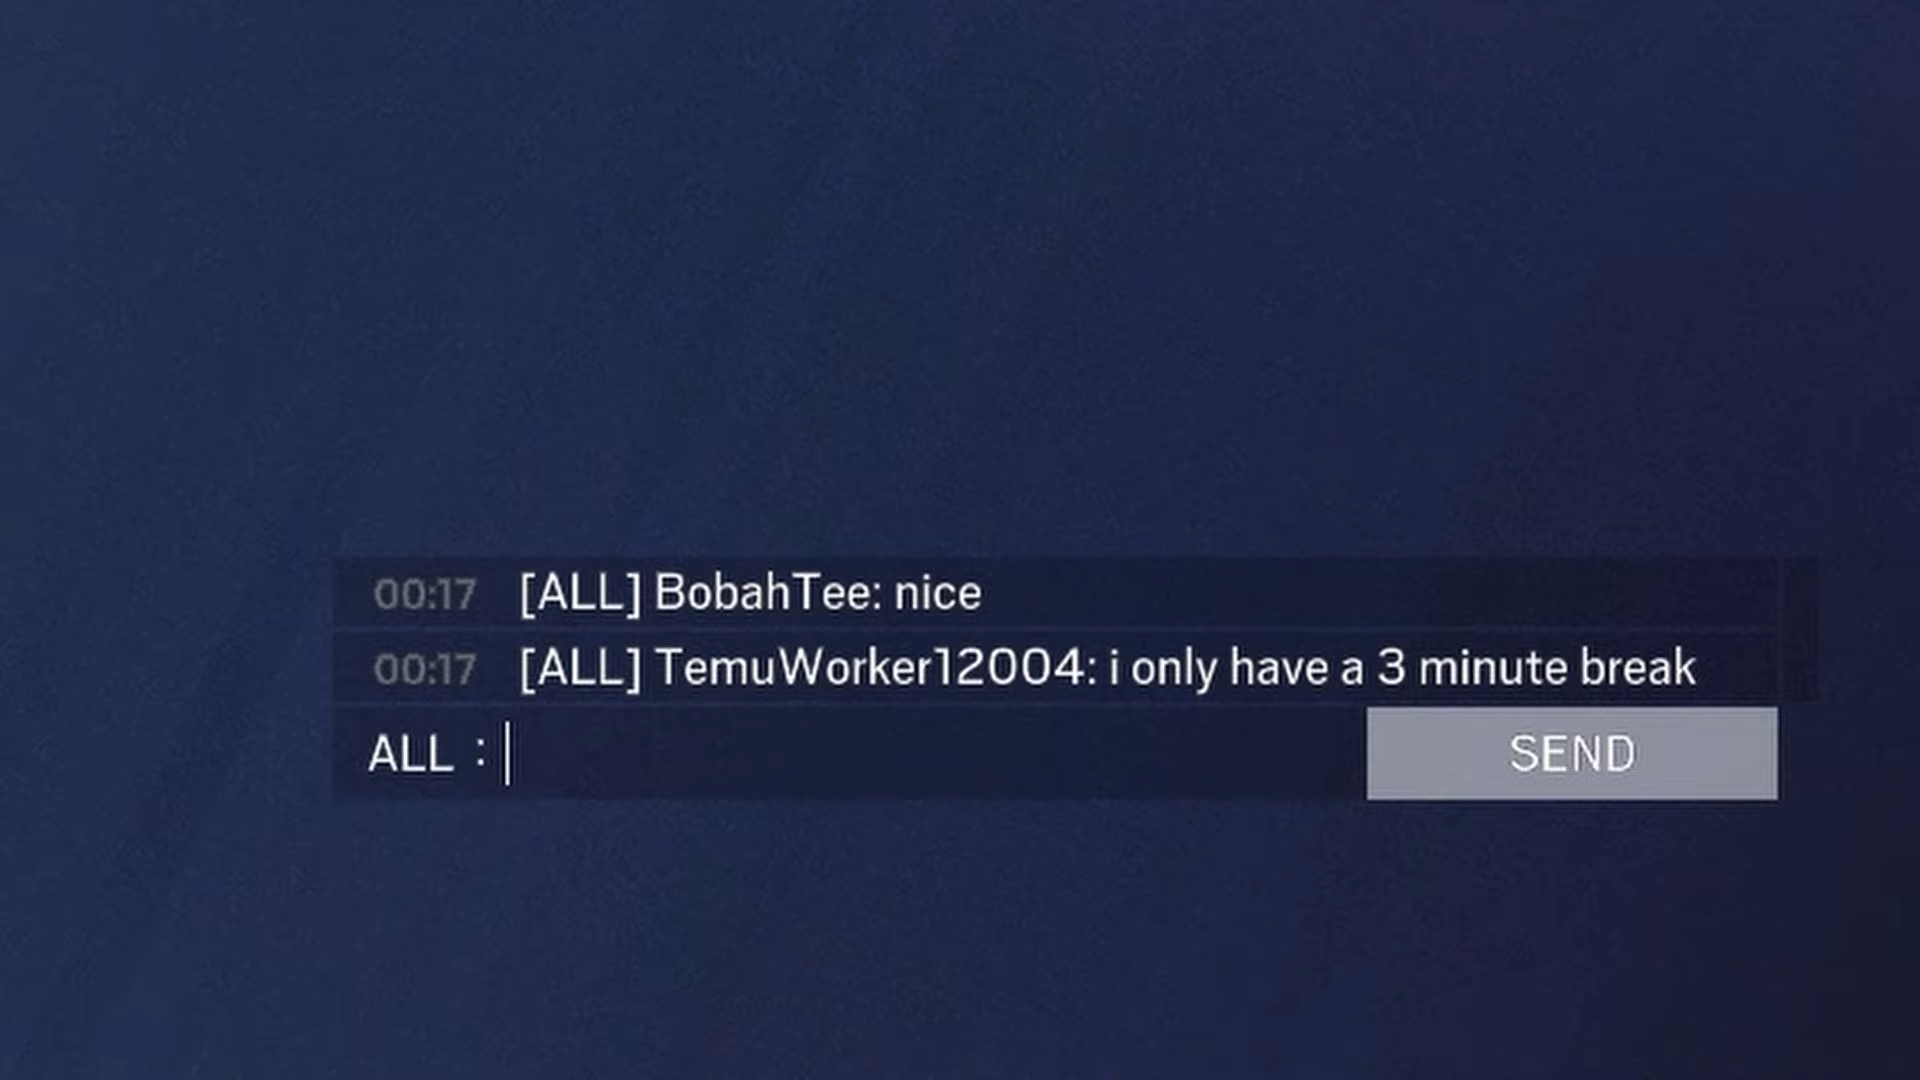 00:17 [ALL] BobahTee: nice
00:17 [ALL] TemuWorker12004: i only have a 3 minute break
ALL : SEND